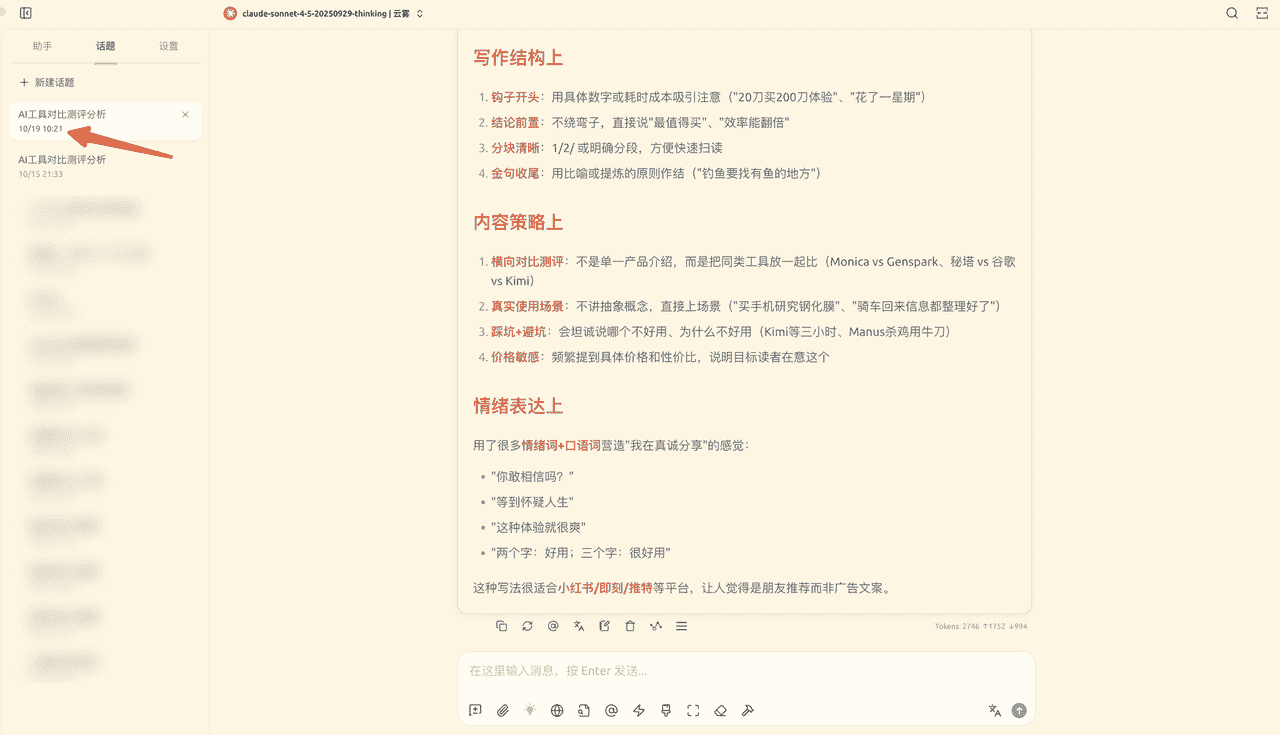 claude-sonnet-4-5-20250929-thinking | 云雾
助手
话题
设置
新建话题
AI工具对比测评分析
10/19 10:21
AI工具对比测评分析
10/15 21:33
写作结构上
1. 钩子开头：用具体数字或耗时成本吸引注意（"20刀买200刀体验"、"花了一星期"）
2. 结论前置：不绕弯子，直接说"最值得买"、"效率能翻倍"
3. 分块清晰：1/2/ 或明确分段，方便快速扫读
4. 金句收尾：用比喻或提炼的原则作结（"钓鱼要找有鱼的地方"）
内容策略上
1. 横向对比测评：不是单一产品介绍，而是把同类工具放一起比（Monica vs Genspark、秘塔 vs 谷歌
vs Kimi）
2. 真实使用场景：不讲抽象概念，直接上场景（"买手机研究钢化膜"、"骑车回来信息都整理好了"）
3. 踩坑+避坑：会坦诚说哪个不好用、为什么不好用（Kimi等三小时、Manus杀鸡用牛刀）
4. 价格敏感：频繁提到具体价格和性价比，说明目标读者在意这个
情绪表达上
用了很多情绪词+口语词营造"我在真诚分享"的感觉：
• "你敢相信吗？"
• "等到怀疑人生"
• "这种体验就很爽"
• "两个字：好用；三个字：很好用"
这种写法很适合小红书/即刻/推特等平台，让人觉得是朋友推荐而非广告文案。
Tokens: 2746 ↑1752 ↓994
在这里输入消息，按 Enter 发送...